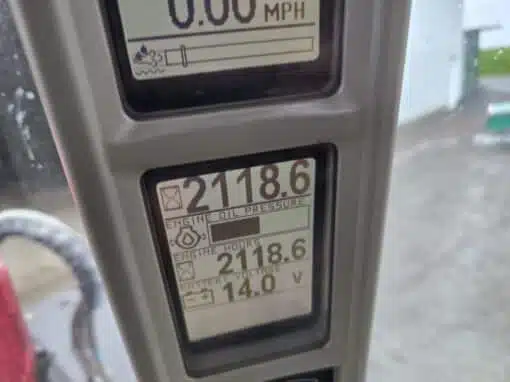 0.00 MPH
2118.6
ENGINE OIL PRESSURE
ENGINE HOURS
2118.6
BATTERY VOLTAGE
14.0 V